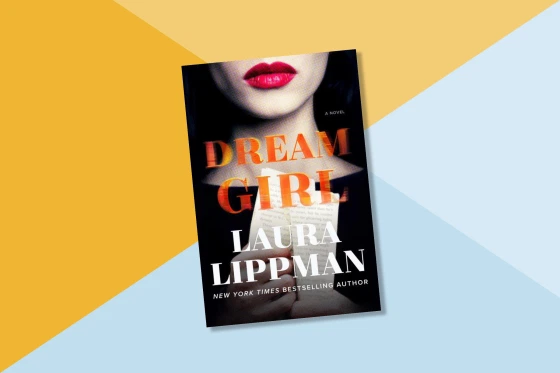 A NOVEL
DREAM
GIRL
LAURA
LIPPMAN
NEW YORK TIMES BESTSELLING AUTHOR